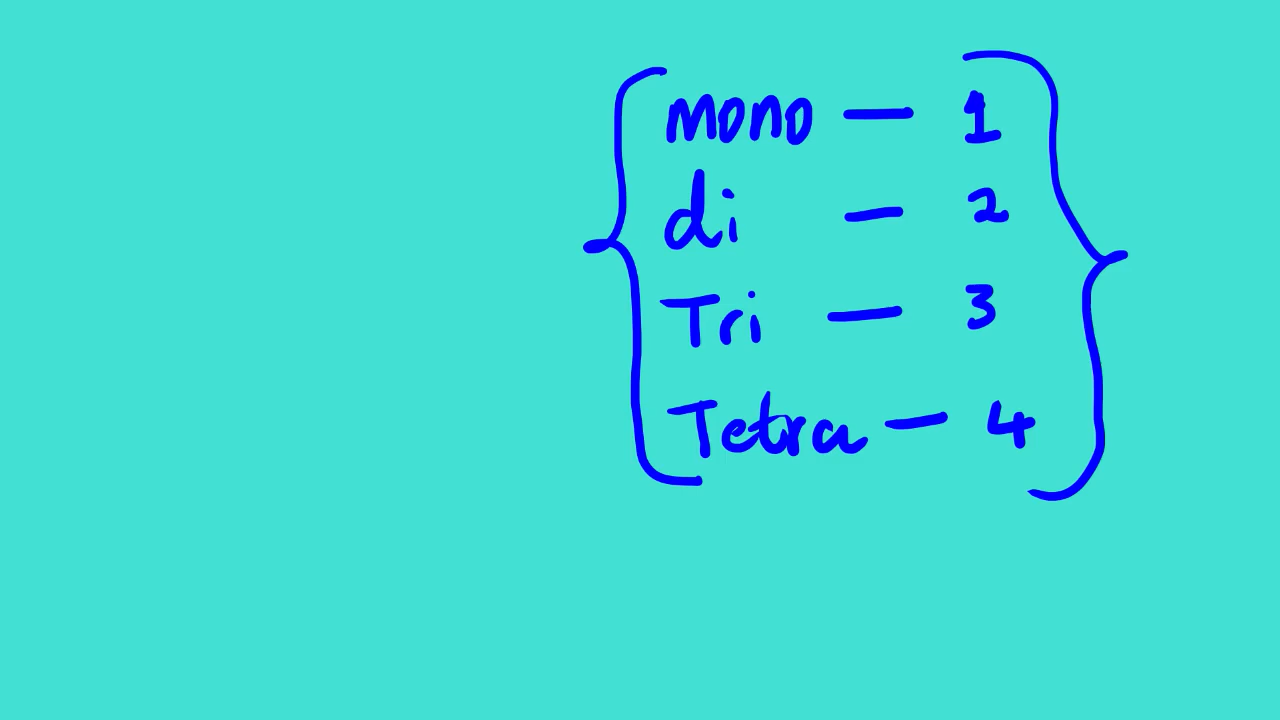 mono — 1
di — 2
Tri — 3
Tetra — 4